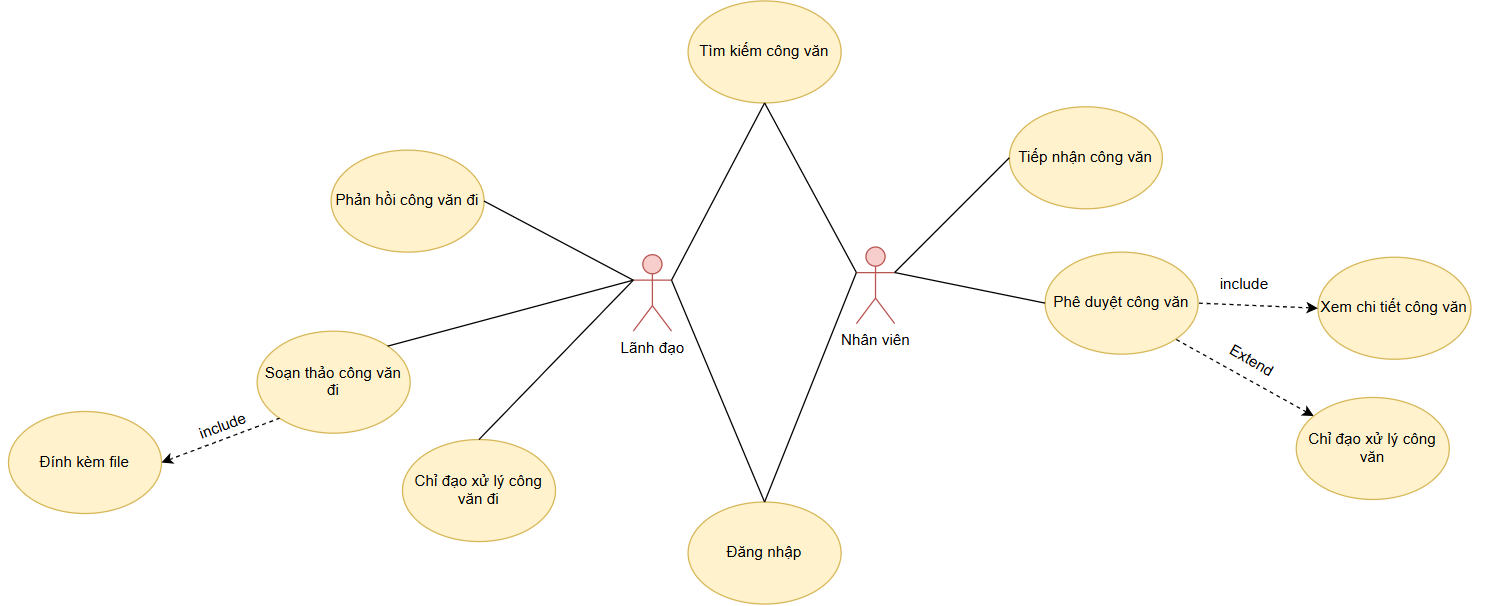 Tìm kiếm công văn
Tiếp nhận công văn
Phản hồi công văn đi
Lãnh đạo
Nhân viên
Phê duyệt công văn
include
Xem chi tiết công văn
Extend
Chỉ đạo xử lý công
văn
Soạn thảo công văn
đi
include
Đính kèm file
Chỉ đạo xử lý công
văn đi
Đăng nhập